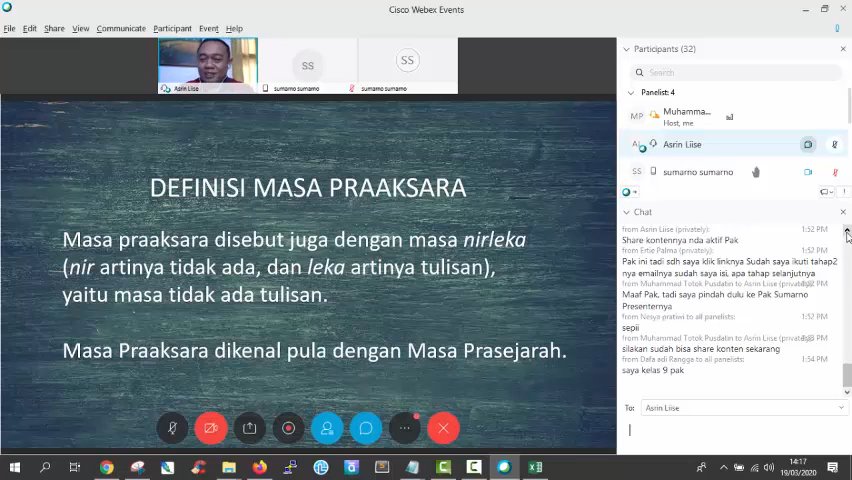 Cisco Webex Events
File Edit Share View Communicate Participant Event Help
Asrin Liise
SS
sumarno sumarno
SS
sumarno sumarno
DEFINISI MASA PRAAKSARA
Masa praaksara disebut juga dengan masa nirleka
(nir artinya tidak ada, dan leka artinya tulisan),
yaitu masa tidak ada tulisan.
Masa Praaksara dikenal pula dengan Masa Prasejarah.
Participants (32)
Search
Panelist: 4
MP Muhamma...
Host, me
Asrin Liise
SS sumarno sumarno
Chat
from Asrin Liise (privately): 1:52 PM
Share kontennya nda aktif Pak
from Ertie Palma: 1:52 PM
Pak ini tadi sdh saya klik linknya Sudah saya ikuti tahap2
nya emailnya sudah saya isi, apa tahap selanjutnya
from Muhammad Totok Pusdatin to Asrin Liise (privately): 1:52 PM
Maaf Pak, tadi saya pindah dulu ke Pak Sumarno
Presenternya
from Nesya pratiwi to all panelists: 1:52 PM
sepii
from Muhammad Totok Pusdatin to Asrin Liise (privately)
silakan sudah bisa share konten sekarang
from Dafa adi Rangga to all panelists: 1:54 PM
saya kelas 9 pak
To: Asrin Liise
14:17
19/03/2020